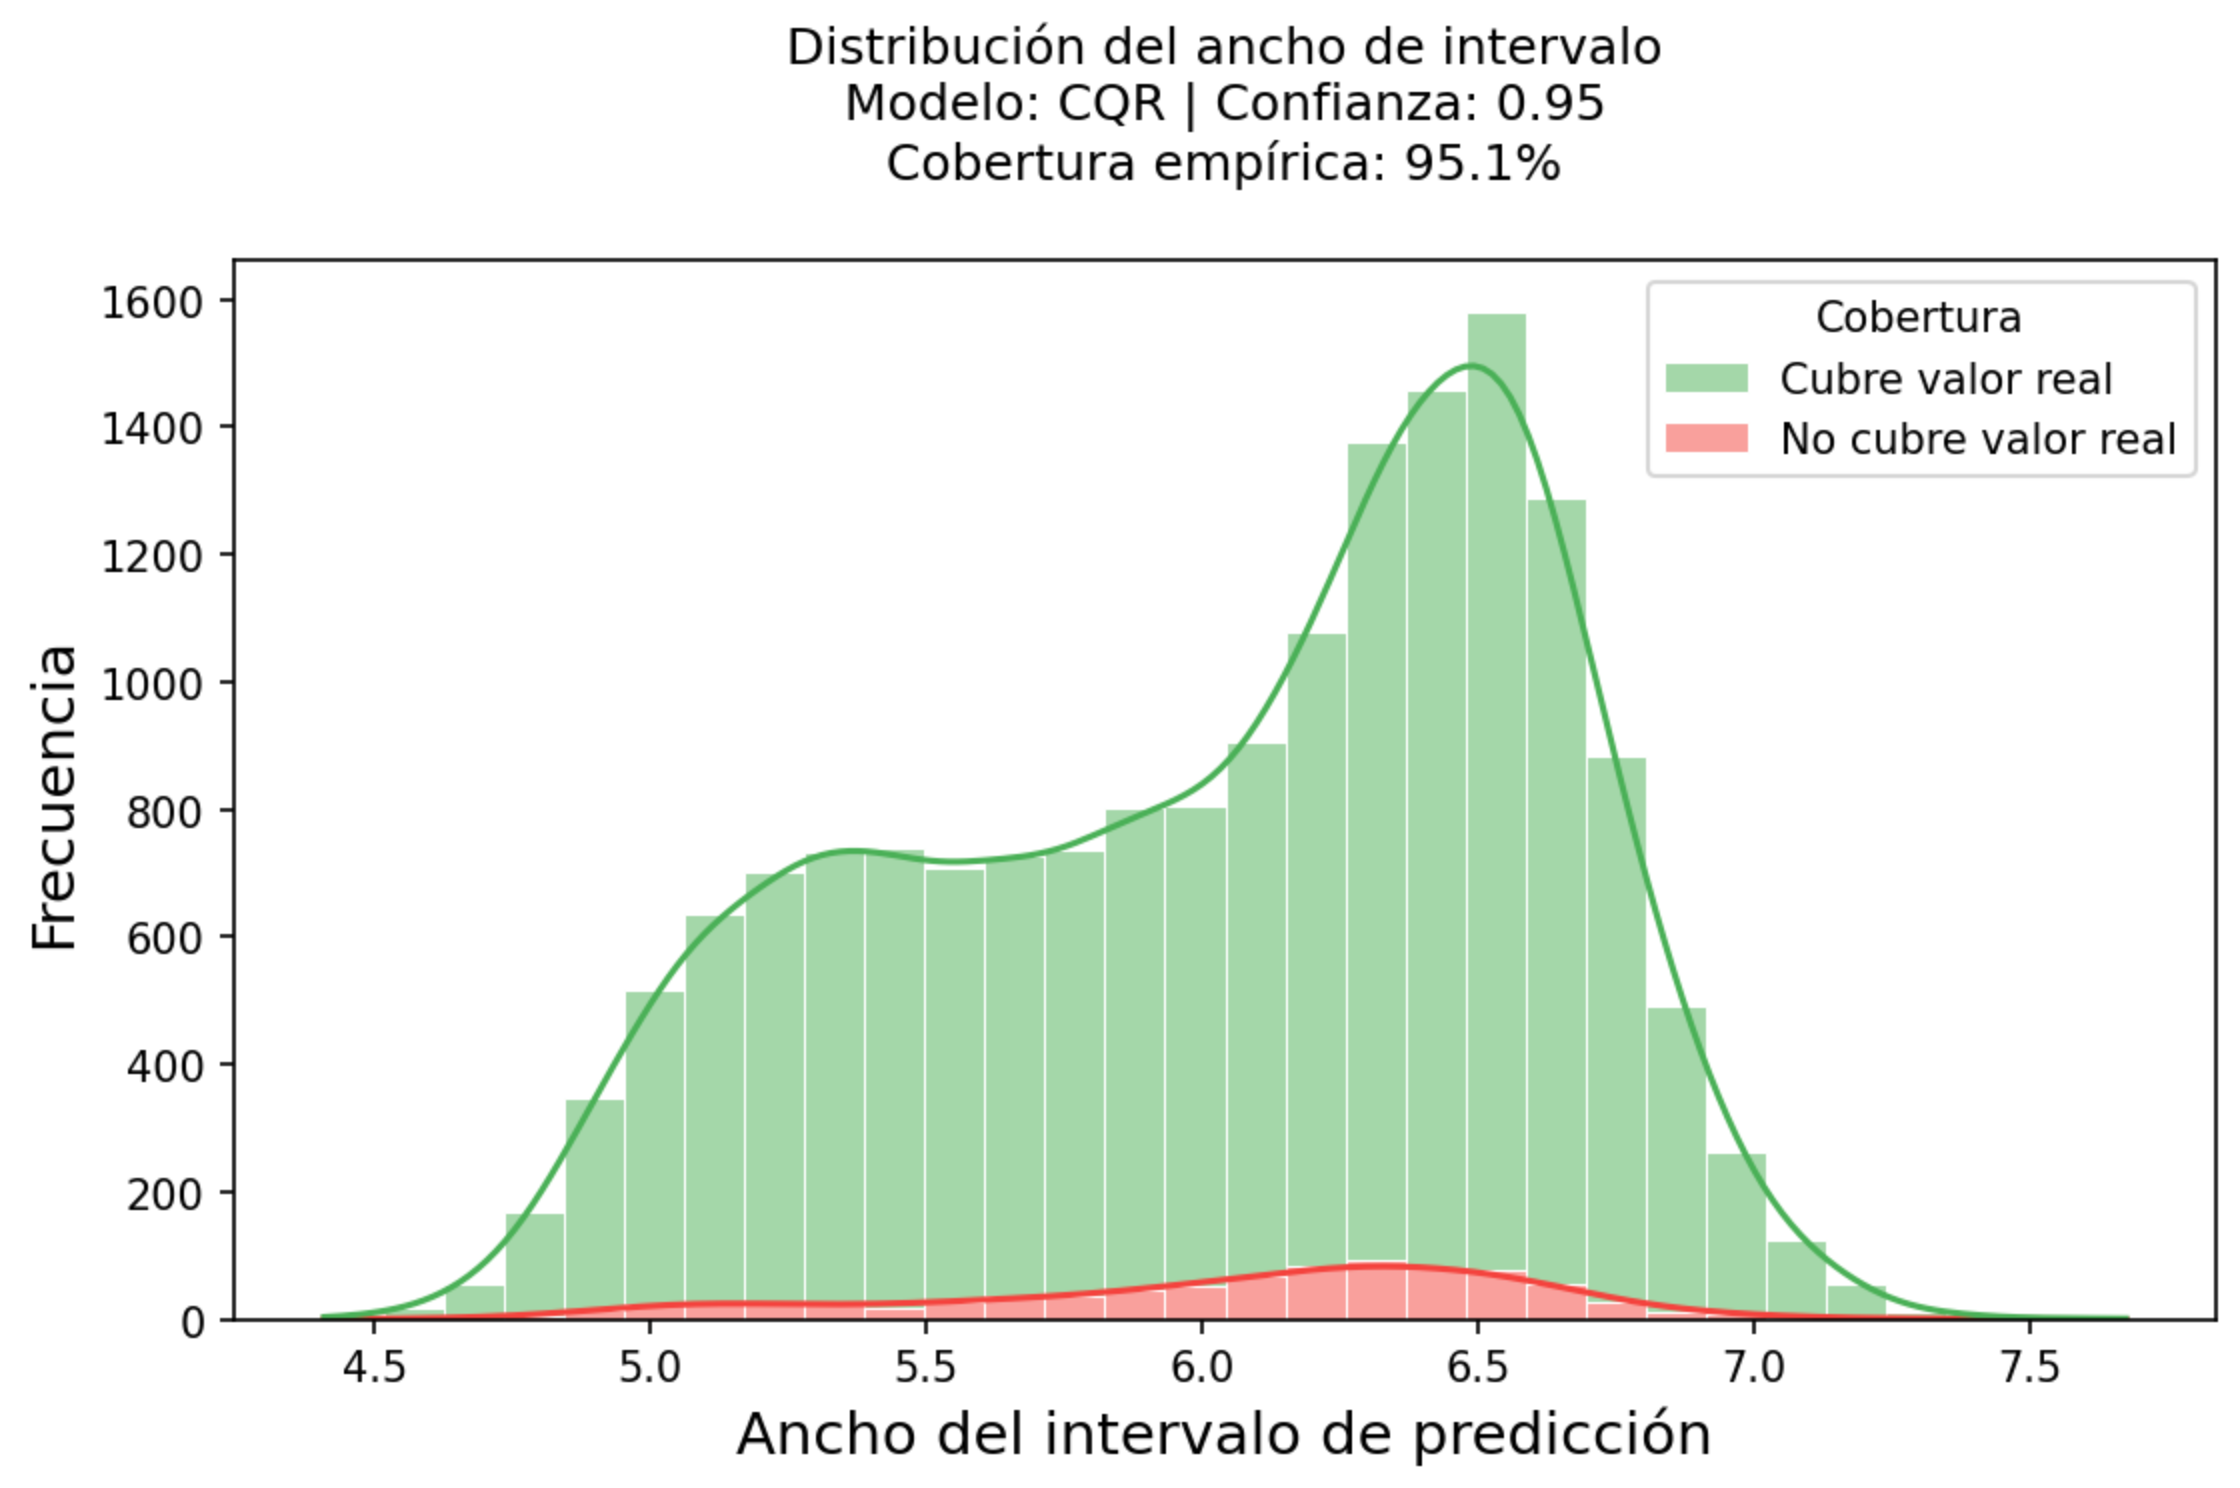 Distribución del ancho de intervalo
Modelo: CQR | Confianza: 0.95
Cobertura empírica: 95.1%
Cobertura
Cubre valor real
No cubre valor real
Frecuencia
1600
1400
1200
1000
800
600
400
200
0
4.5 5.0 5.5 6.0 6.5 7.0 7.5
Ancho del intervalo de predicción